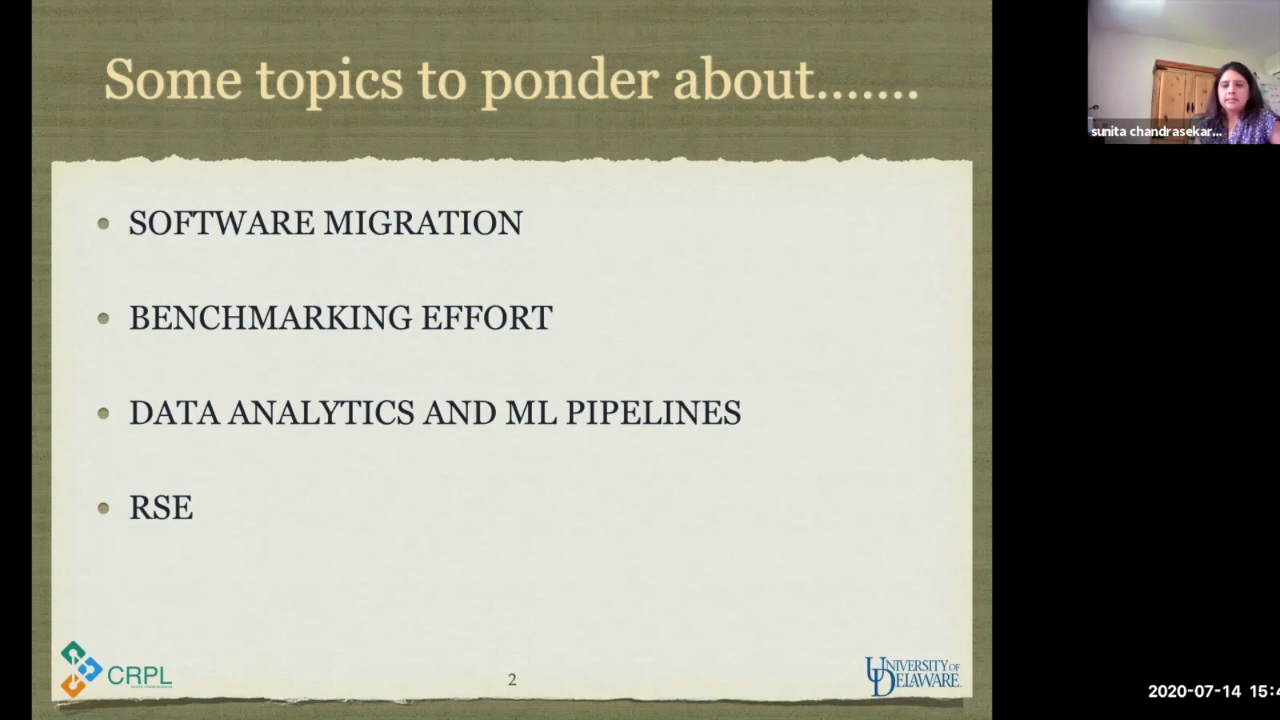 Some topics to ponder about.......
sunita chandrasekar...
• SOFTWARE MIGRATION
• BENCHMARKING EFFORT
• DATA ANALYTICS AND ML PIPELINES
• RSE
CRPL
2
UNIVERSITY OF
DELAWARE.
2020-07-14 15:4